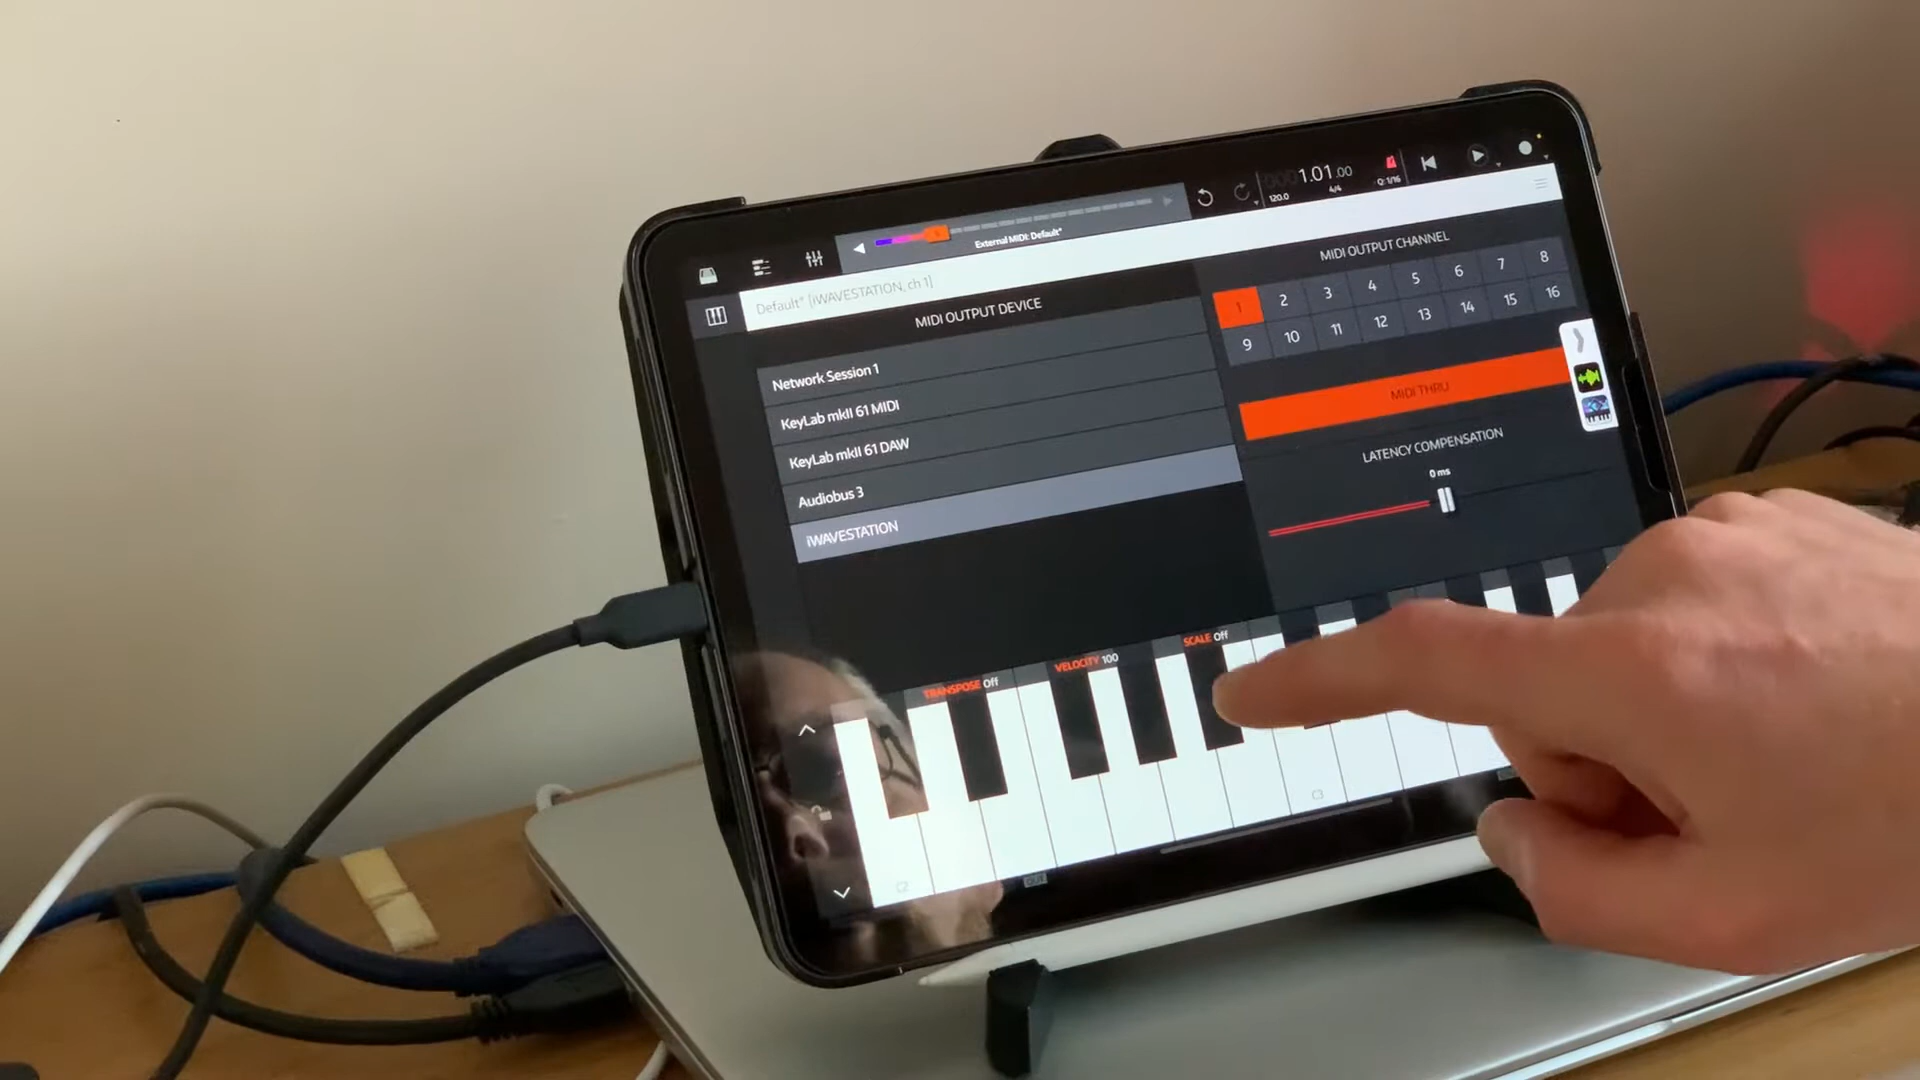 1.01.00
120.0
4/4
Q: 1/16
External MIDI: Default*
Default* [iWAVESTATION, ch 1]
MIDI OUTPUT DEVICE
Network Session 1
KeyLab mkII 61 MIDI
KeyLab mkII 61 DAW
Audiobus 3
iWAVESTATION
MIDI OUTPUT CHANNEL
1 2 3 4 5 6 7 8
9 10 11 12 13 14 15 16
MIDI THRU
LATENCY COMPENSATION
0 ms
TRANSPOSE Off
VELOCITY 100
SCALE Off
C2
C3